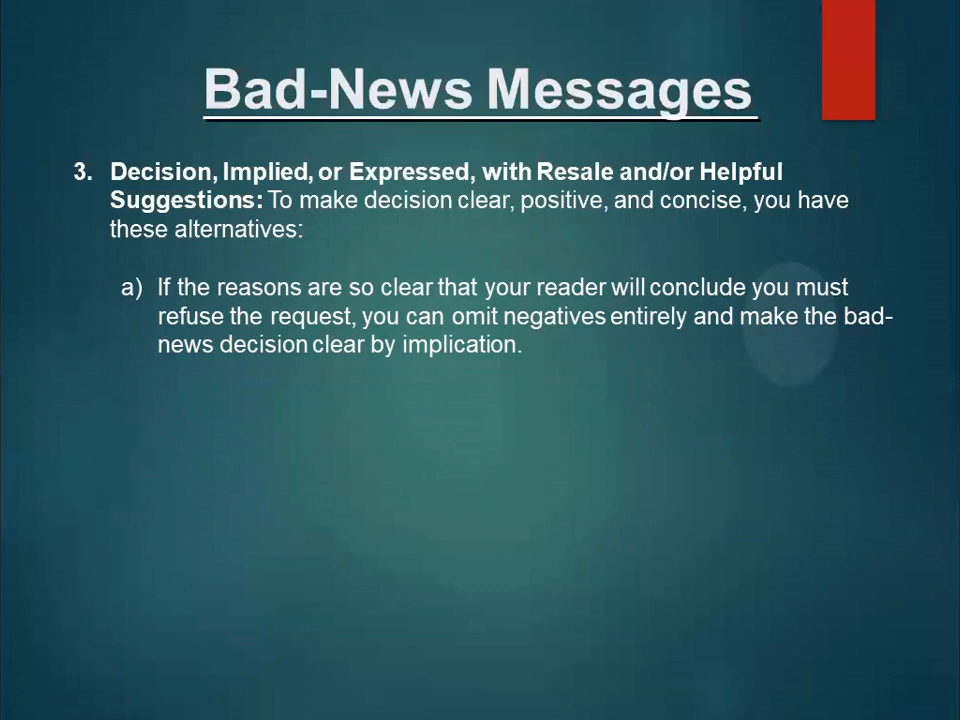 Bad-News Messages
3. Decision, Implied, or Expressed, with Resale and/or Helpful
Suggestions: To make decision clear, positive, and concise, you have
these alternatives:
a) If the reasons are so clear that your reader will conclude you must
refuse the request, you can omit negatives entirely and make the bad-
news decision clear by implication.